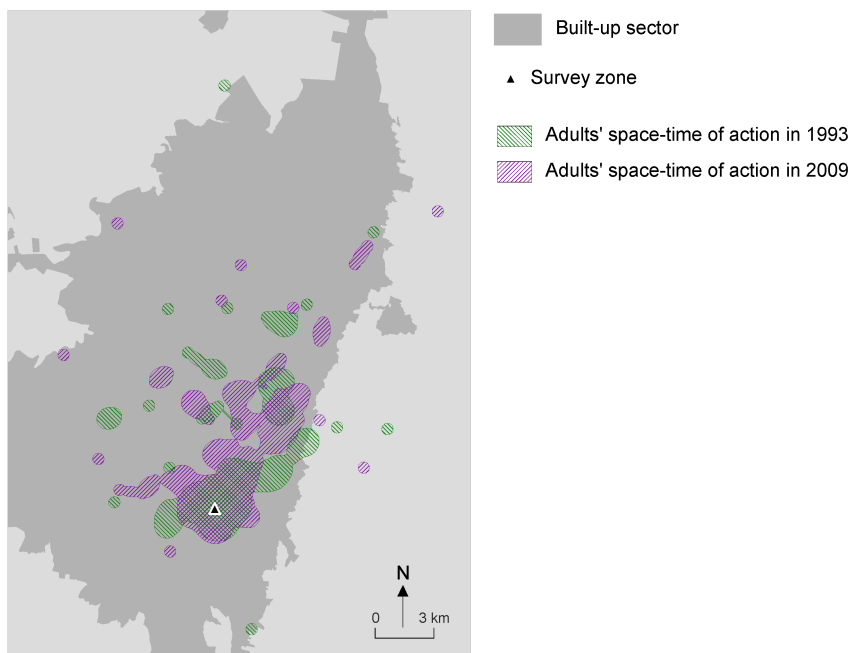 Built-up sector
Survey zone
Adults' space-time of action in 1993
Adults' space-time of action in 2009
N
0 3 km